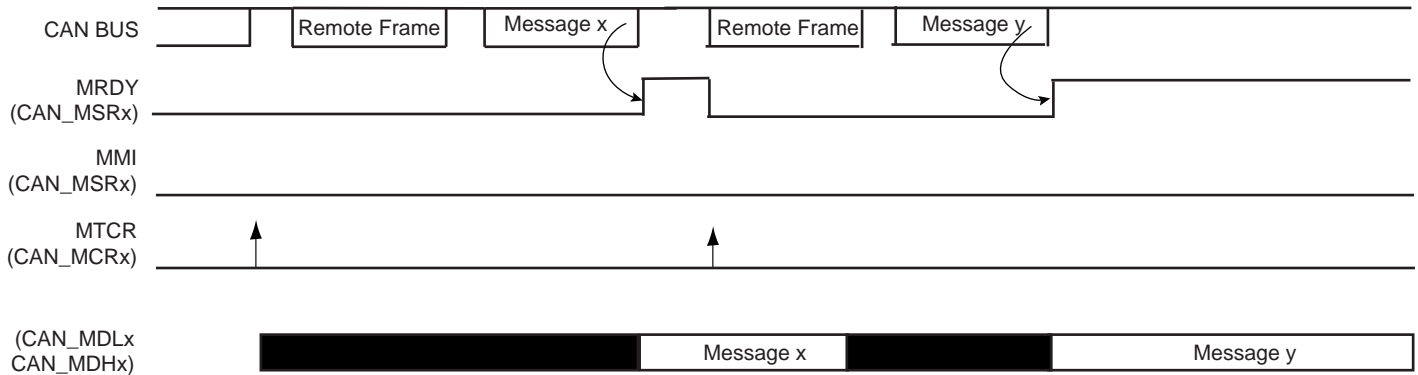 CAN BUS
Remote Frame
Message x
Remote Frame
Message y
MRDY
(CAN_MSRx)
MMI
(CAN_MSRx)
MTCR
(CAN_MCRx)
(CAN_MDLx
CAN_MDHx)
Message x
Message y